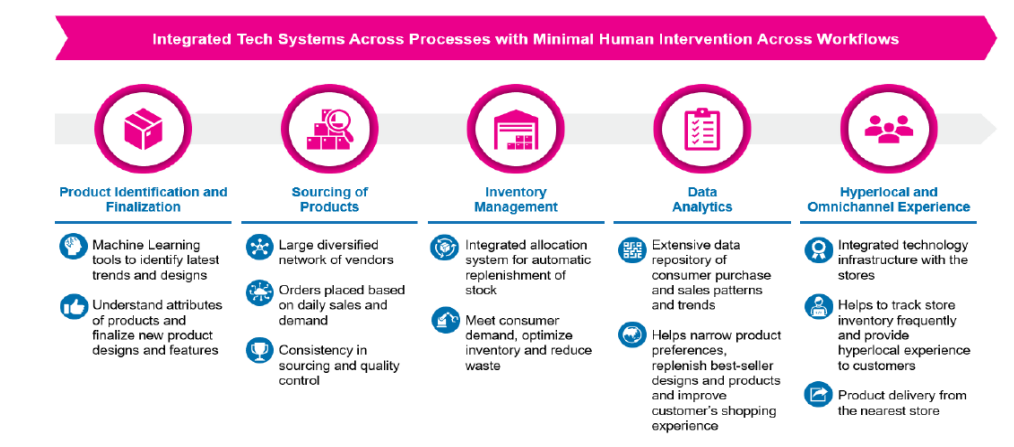 Integrated Tech Systems Across Processes with Minimal Human Intervention Across Workflows
Product Identification and
Finalization
Machine Learning
tools to identify latest
trends and designs
Understand attributes
of products and
finalize new product
designs and features
Sourcing of
Products
Large diversified
network of vendors
Orders placed based
on daily sales and
demand
Consistency in
sourcing and quality
control
Inventory
Management
Integrated allocation
system for automatic
replenishment of
stock
Meet consumer
demand, optimize
inventory and reduce
waste
Data
Analytics
Extensive data
repository of
consumer purchase
and sales patterns
and trends
Helps narrow product
preferences,
replenish best-seller
designs and products
and improve
customer's shopping
experience
Hyperlocal and
Omnichannel Experience
Integrated technology
infrastructure with the
stores
Helps to track store
inventory frequently
and provide
hyperlocal experience
to customers
Product delivery from
the nearest store